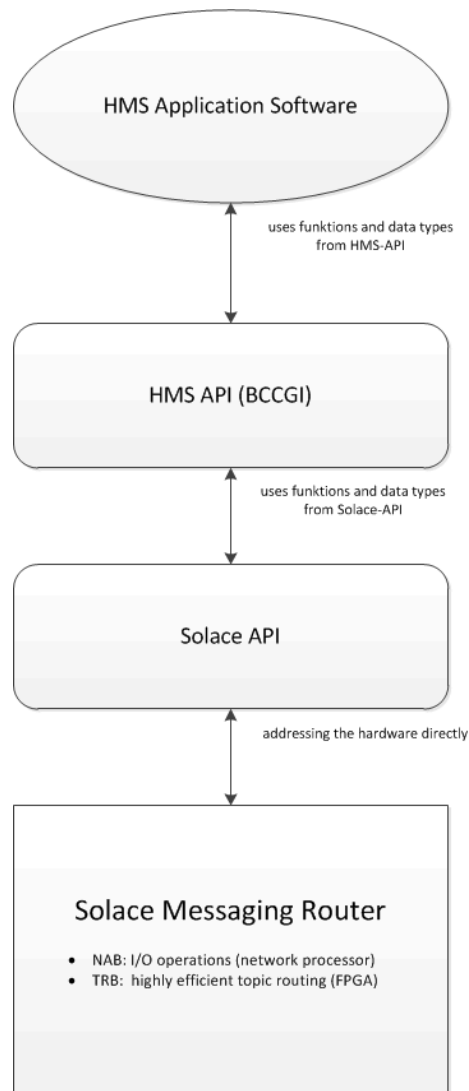 HMS Application Software
uses funktions and data types
from HMS-API
HMS API (BCCGI)
uses funktions and data types
from Solace-API
Solace API
addressing the hardware directly
Solace Messaging Router
• NAB: I/O operations (network processor)
• TRB: highly efficient topic routing (FPGA)